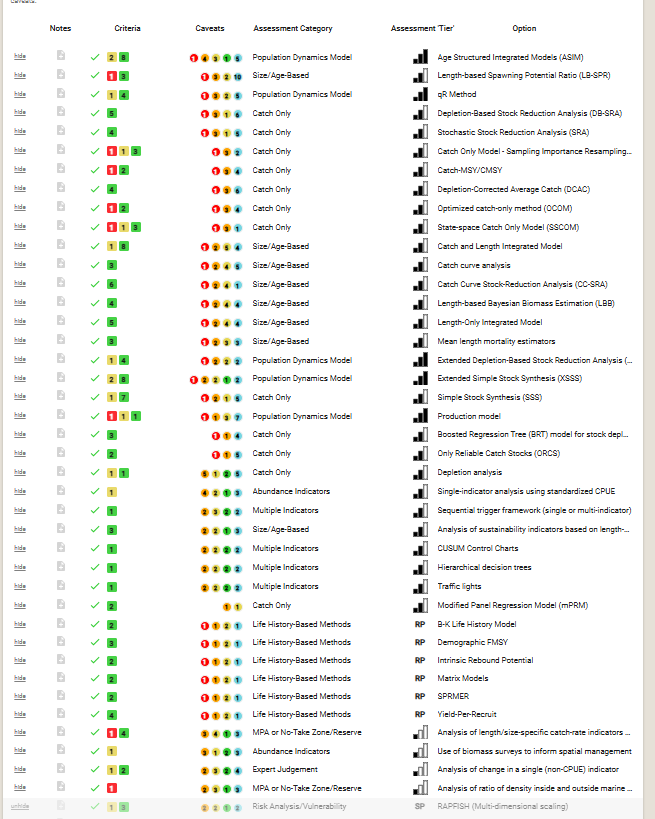 Notes Criteria Caveats Assessment Category Assessment 'Tier' Option
hide 2 8 1 4 3 1 5 Population Dynamics Model Age Structured Integrated Models (ASIM)
hide 1 3 1 3 2 10 Size/Age-Based Length-based Spawning Potential Ratio (LB-SPR)
hide 1 4 1 3 2 5 Population Dynamics Model qR Method
hide 5 1 3 1 6 Catch Only Depletion-Based Stock Reduction Analysis (DB-SRA)
hide 4 1 3 1 5 Catch Only Stochastic Stock Reduction Analysis (SRA)
hide 1 1 3 1 3 2 Catch Only Catch Only Model - Sampling Importance Resampling...
hide 1 2 1 3 4 Catch Only Catch-MSY/CMSY
hide 4 1 3 6 Catch Only Depletion-Corrected Average Catch (DCAC)
hide 1 2 1 3 4 Catch Only Optimized catch-only method (OCOM)
hide 1 1 3 1 3 1 Catch Only State-space Catch Only Model (SSCOM)
hide 1 8 1 2 5 4 Size/Age-Based Catch and Length Integrated Model
hide 3 1 2 4 5 Size/Age-Based Catch curve analysis
hide 6 1 2 4 1 Size/Age-Based Catch Curve Stock-Reduction Analysis (CC-SRA)
hide 4 1 2 4 4 Size/Age-Based Length-based Bayesian Biomass Estimation (LBB)
hide 5 1 2 4 4 Size/Age-Based Length-Only Integrated Model
hide 3 1 2 3 3 Size/Age-Based Mean length mortality estimators
hide 1 4 1 2 2 2 Population Dynamics Model Extended Depletion-Based Stock Reduction Analysis (...
hide 2 8 1 2 2 1 2 Population Dynamics Model Extended Simple Stock Synthesis (XSSS)
hide 1 7 1 2 1 5 Catch Only Simple Stock Synthesis (SSS)
hide 1 1 1 1 1 3 7 Population Dynamics Model Production model
hide 3 1 1 4 Catch Only Boosted Regression Tree (BRT) model for stock depl...
hide 2 1 1 5 Catch Only Only Reliable Catch Stocks (ORCS)
hide 1 1 5 1 2 5 Catch Only Depletion analysis
hide 1 4 2 1 3 Abundance Indicators Single-indicator analysis using standardized CPUE
hide 1 2 3 2 2 Multiple Indicators Sequential trigger framework (single or multi-indicator)
hide 3 2 2 1 3 Size/Age-Based Analysis of sustainability indicators based on length-...
hide 1 2 2 2 2 Multiple Indicators CUSUM Control Charts
hide 1 2 2 2 2 Multiple Indicators Hierarchical decision trees
hide 1 2 2 2 2 Multiple Indicators Traffic lights
hide 2 1 1 Catch Only Modified Panel Regression Model (mPRM)
hide 2 1 1 2 1 Life History-Based Methods RP B-K Life History Model
hide 3 1 1 2 1 Life History-Based Methods RP Demographic FMSY
hide 2 1 1 2 1 Life History-Based Methods RP Intrinsic Rebound Potential
hide 2 1 1 2 1 Life History-Based Methods RP Matrix Models
hide 2 1 1 2 1 Life History-Based Methods RP SPRMER
hide 4 1 1 2 1 Life History-Based Methods RP Yield-Per-Recruit
hide 1 4 3 4 1 3 MPA or No-Take Zone/Reserve Analysis of length/size-specific catch-rate indicators ...
hide 1 3 1 2 3 Abundance Indicators Use of biomass surveys to inform spatial management
hide 1 2 2 3 2 4 Expert Judgement Analysis of change in a single (non-CPUE) indicator
hide 1 2 3 1 3 MPA or No-Take Zone/Reserve Analysis of ratio of density inside and outside marine ...
unhide 1 3 2 2 1 2 Risk Analysis/Vulnerability SP RAPFISH (Multi-dimensional scaling)